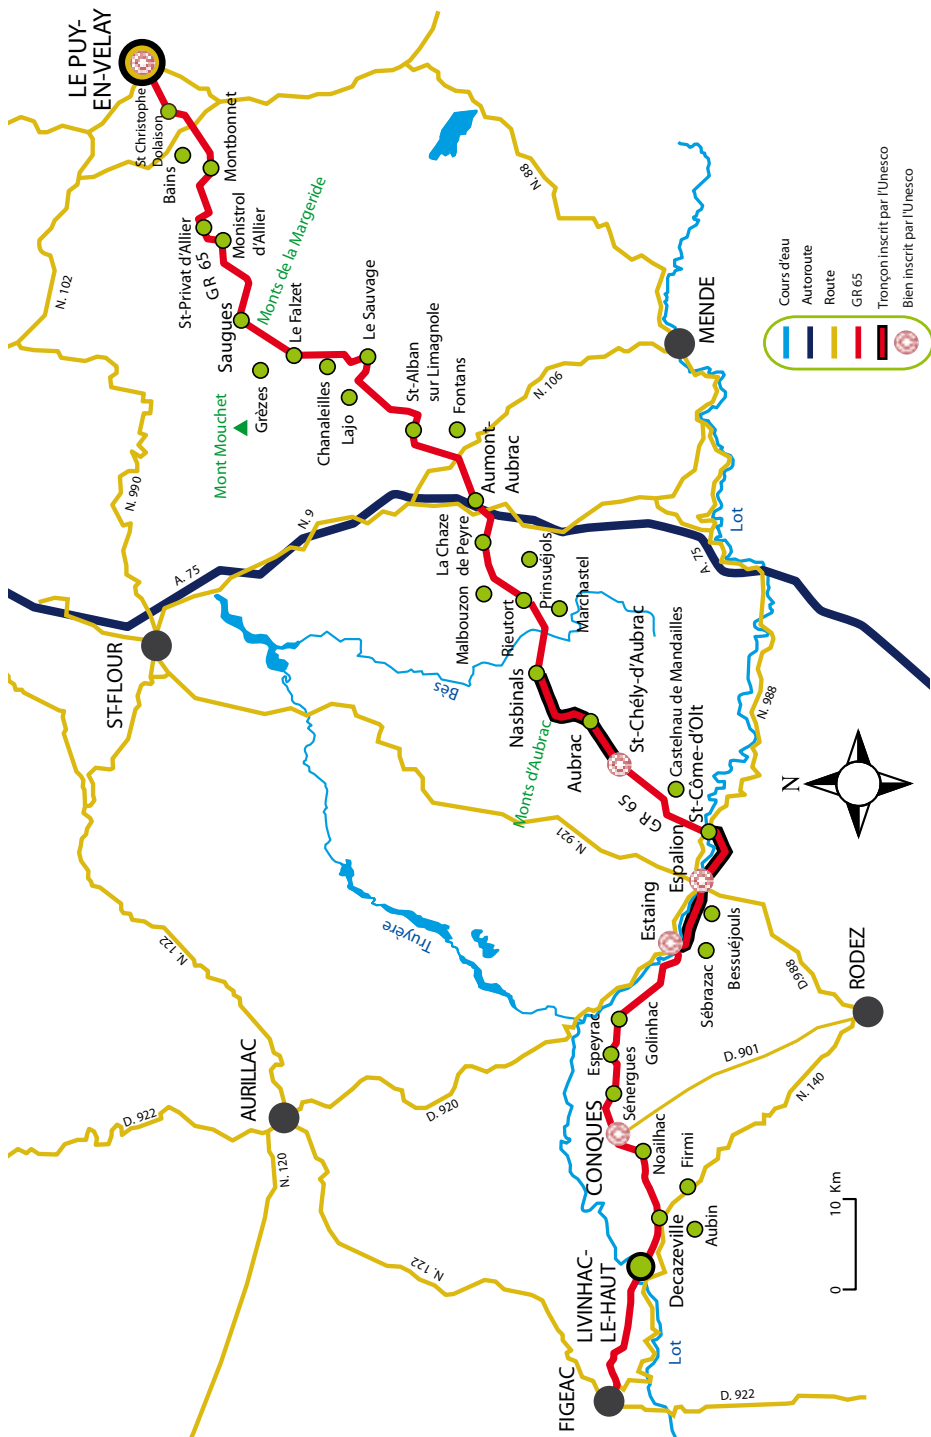 LE PUY-
EN-VELAY
St Christophe
Dolaison
Bains
Montbonnet
St-Privat d'Allier
GR 65
Monistrol
d'Allier
Saugues
Monts de la Margeride
Le Falzet
Le Sauvage
Mont Mouchet
Grèzes
Chanaleilles
Lajo
St-Alban
sur Limagnole
Fontans
Aumont-
Aubrac
La Chaze
de Peyre
Malbouzon
Prinsuéjols
Rieutort
Marchastel
Bès
Nasbinals
Monts d'Aubrac
Aubrac
St-Chély-d'Aubrac
GR 65
Castelnau de Mandailles
St-Côme-d'Olt
Espalion
Estaing
Bessuéjouls
Sébrazac
Golinhac
Espeyrac
Sénergues
CONQUES
Noailhac
Firmi
Aubin
Decazeville
LIVINHAC-
LE-HAUT
FIGEAC
Lot
D. 922
N. 122
N. 120
D. 922
AURILLAC
D. 920
N. 122
Truyère
N. 921
ST-FLOUR
A. 75
N. 9
N. 990
N. 102
N. 88
N. 106
MENDE
Lot
A. 75
N. 988
D.988
RODEZ
D. 901
N. 140
N
0
10 Km
Cours d'eau
Autoroute
Route
GR 65
Tronçon inscrit par l'Unesco
Bien inscrit par l'Unesco